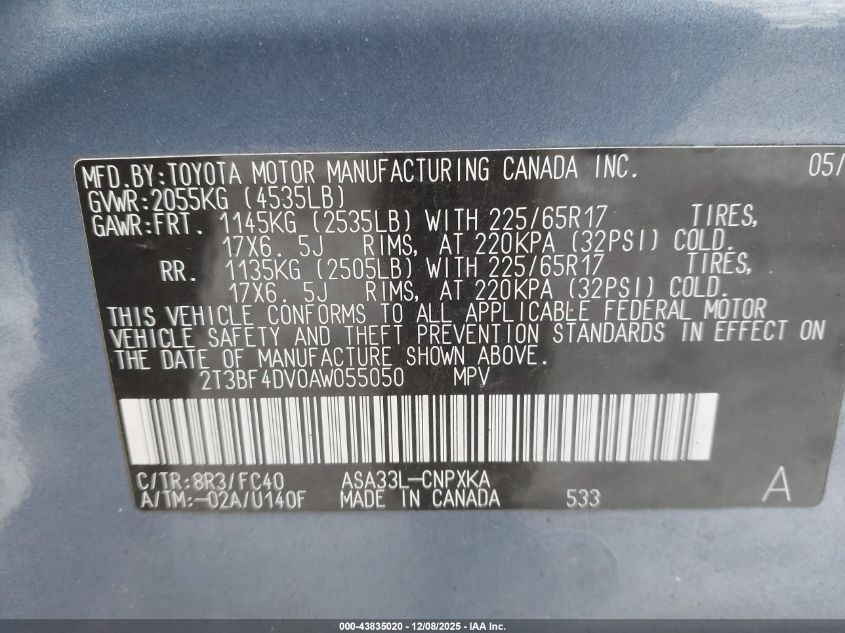 MFD.BY:TOYOTA MOTOR MANUFACTURING CANADA INC. 05/
GVWR:2055KG (4535LB)
GAWR:FRT. 1145KG (2535LB) WITH 225/65R17 TIRES,
17X6. 5J RIMS, AT 220KPA (32PSI) COLD.
RR. 1135KG (2505LB) WITH 225/65R17 TIRES,
17X6. 5J RIMS, AT 220KPA (32PSI) COLD.
THIS VEHICLE CONFORMS TO ALL APPLICABLE FEDERAL MOTOR
VEHICLE SAFETY AND THEFT PREVENTION STANDARDS IN EFFECT ON
THE DATE OF MANUFACTURE SHOWN ABOVE.
2T3BF4DV0AW055050 MPV
C/TR:8R3/FC40 ASA33L-CNPXKA
A/TM:-02A/U140F MADE IN CANADA 533 A
000-43835020 - 12/08/2025 - IAA Inc.